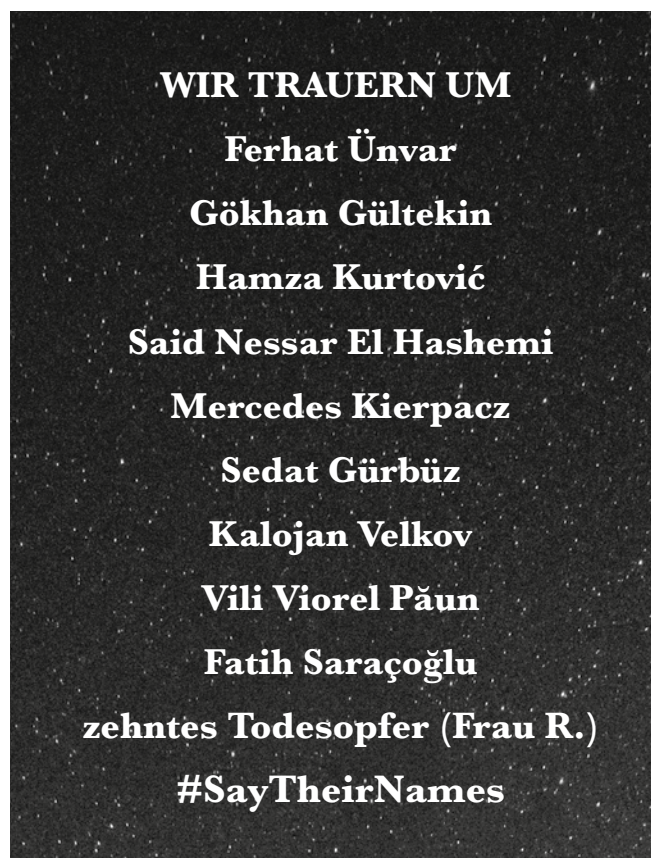 WIR TRAUERN UM
Ferhat Ünvar
Gökhan Gültekin
Hamza Kurtović
Said Nessar El Hashemi
Mercedes Kierpacz
Sedat Gürbüz
Kalojan Velkov
Vili Viorel Păun
Fatih Saraçoğlu
zehntes Todesopfer (Frau R.)
#SayTheirNames